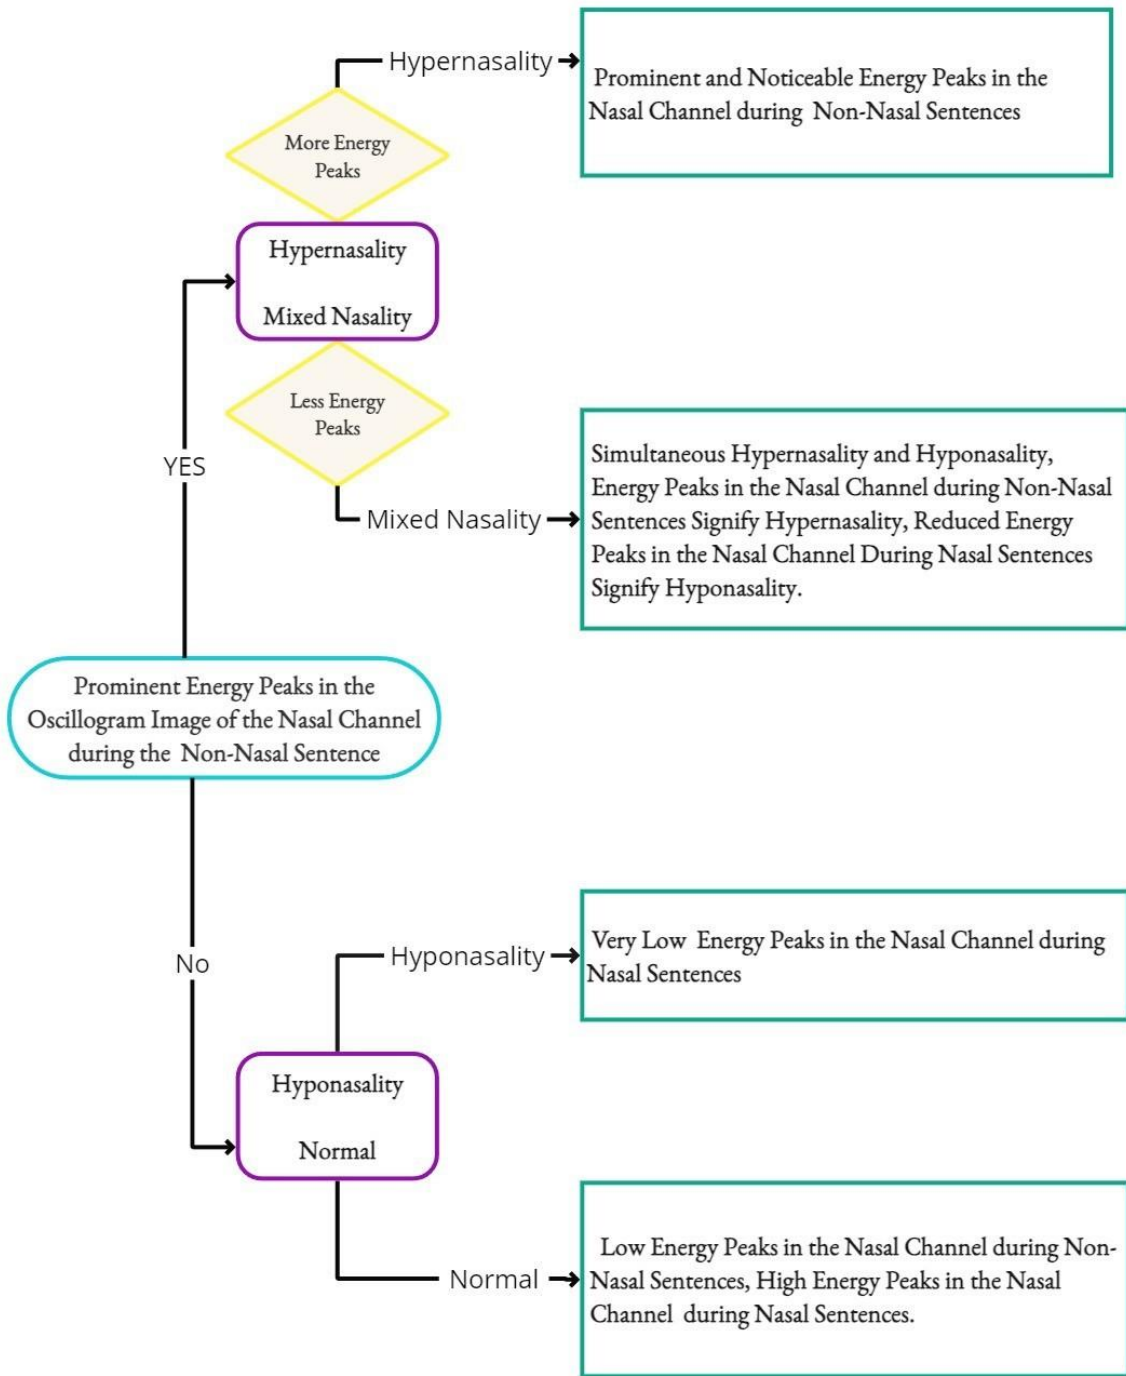 Hypernasality
Prominent and Noticeable Energy Peaks in the
Nasal Channel during Non-Nasal Sentences
More Energy
Peaks
Hypernasality
Mixed Nasality
Less Energy
Peaks
Mixed Nasality
Simultaneous Hypernasality and Hyponasality,
Energy Peaks in the Nasal Channel during Non-Nasal
Sentences Signify Hypernasality, Reduced Energy
Peaks in the Nasal Channel During Nasal Sentences
Signify Hyponasality.
YES
Prominent Energy Peaks in the
Oscillogram Image of the Nasal Channel
during the Non-Nasal Sentence
No
Hyponasality
Very Low Energy Peaks in the Nasal Channel during
Nasal Sentences
Hyponasality
Normal
Normal
Low Energy Peaks in the Nasal Channel during Non-
Nasal Sentences, High Energy Peaks in the Nasal
Channel during Nasal Sentences.